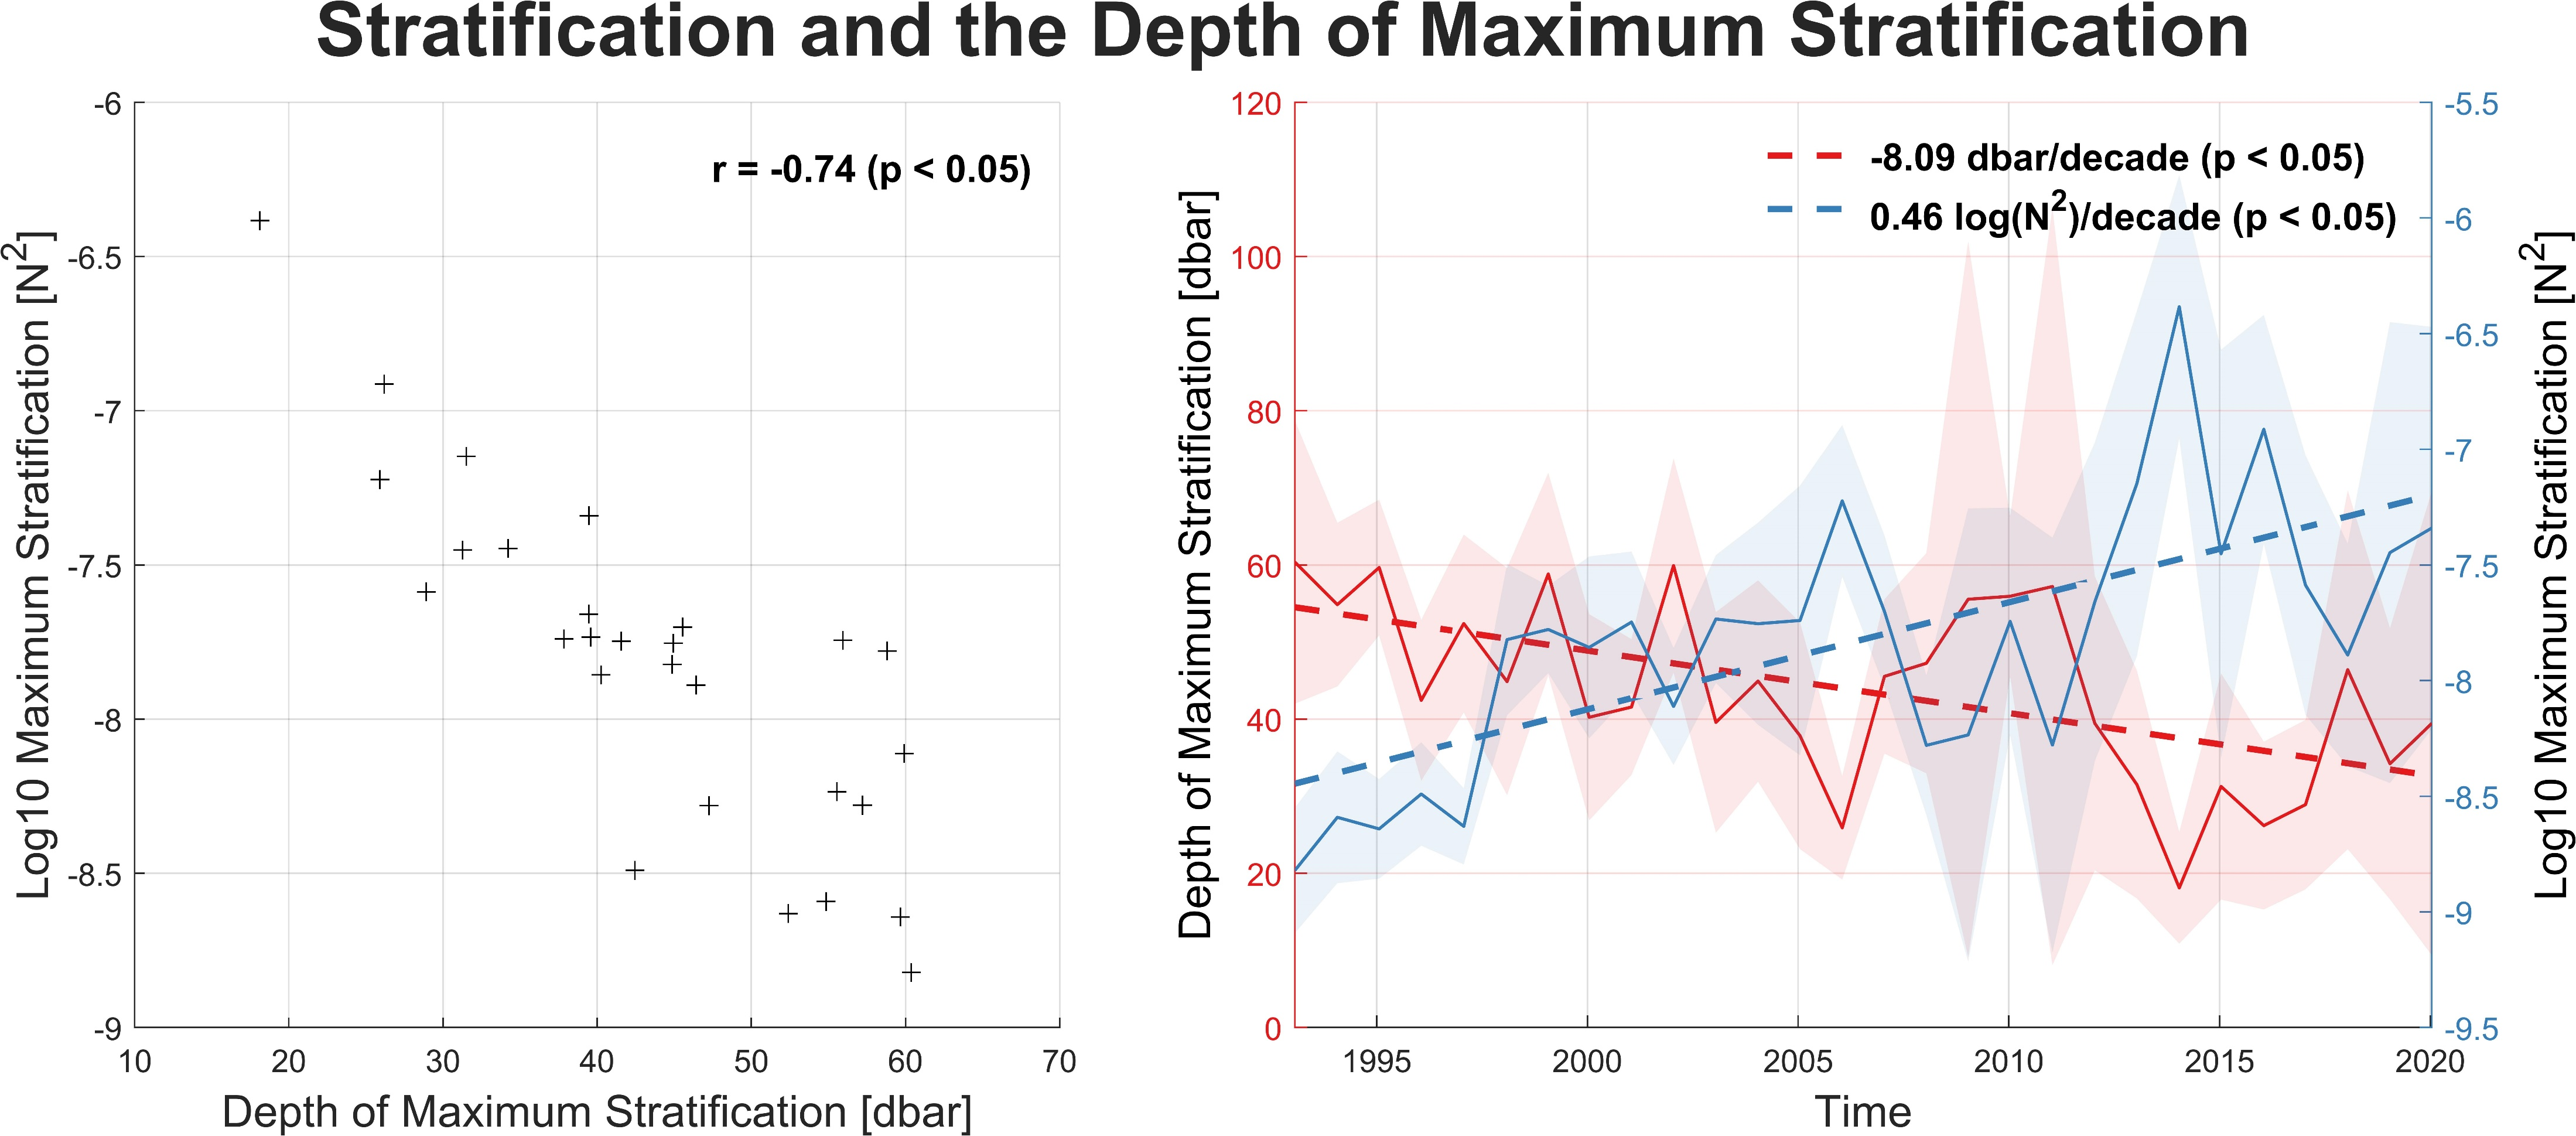 Stratification and the Depth of Maximum Stratification
Log10 Maximum Stratification [N²]
-6
-6.5
-7
-7.5
-8
-8.5
-9
r = -0.74 (p < 0.05)
10 20 30 40 50 60 70
Depth of Maximum Stratification [dbar]
Depth of Maximum Stratification [dbar]
120
100
80
60
40
20
0
-8.09 dbar/decade (p < 0.05)
0.46 log(N²)/decade (p < 0.05)
1995 2000 2005 2010 2015 2020
Time
-5.5
-6
-6.5
-7
-7.5
-8
-8.5
-9
-9.5
Log10 Maximum Stratification [N²]